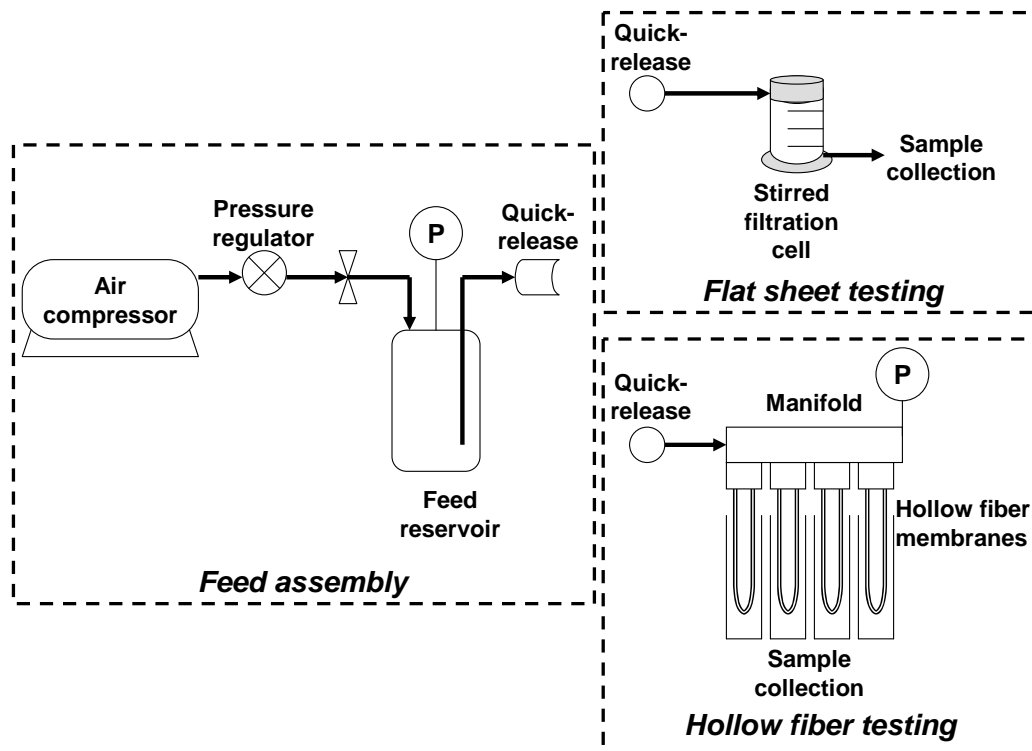 Air
compressor
Pressure
regulator
P
Quick-
release
Feed
reservoir
Feed assembly
Quick-
release
Stirred
filtration
cell
Sample
collection
Flat sheet testing
Quick-
release
Manifold
P
Hollow fiber
membranes
Sample
collection
Hollow fiber testing